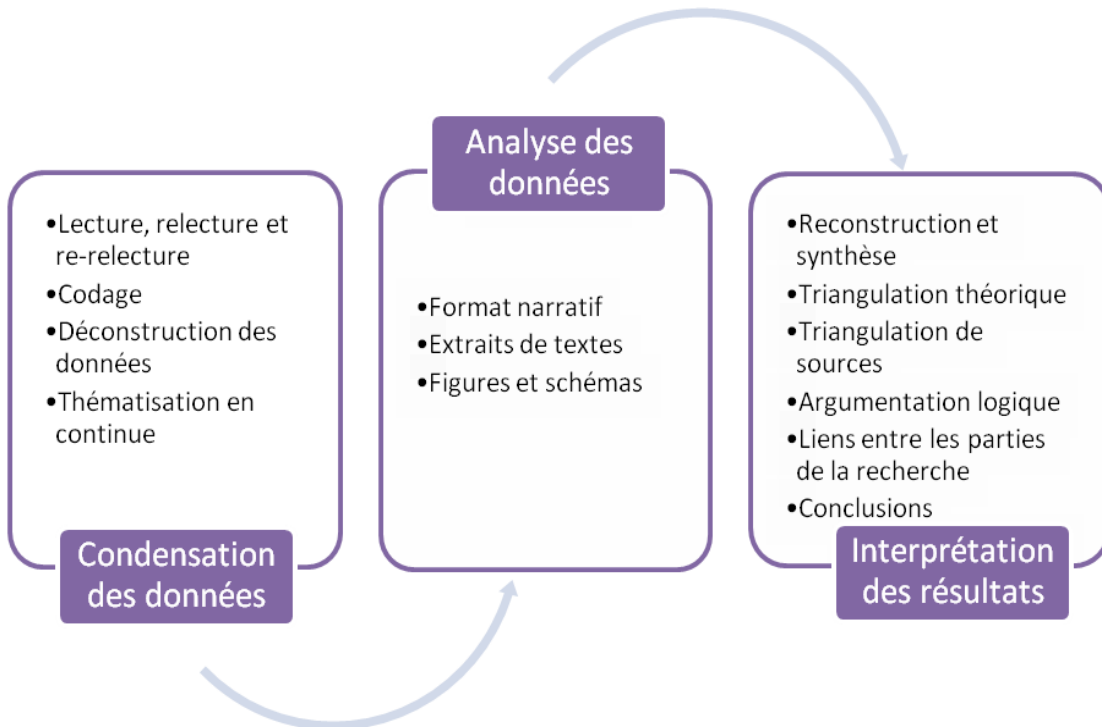 •Lecture, relecture et
re-relecture
•Codage
•Déconstruction des
données
•Thématisation en
continue
Condensation
des données
Analyse des
données
•Format narratif
•Extraits de textes
•Figures et schémas
•Reconstruction et
synthèse
•Triangulation théorique
•Triangulation de
sources
•Argumentation logique
•Liens entre les parties
de la recherche
•Conclusions
Interprétation
des résultats